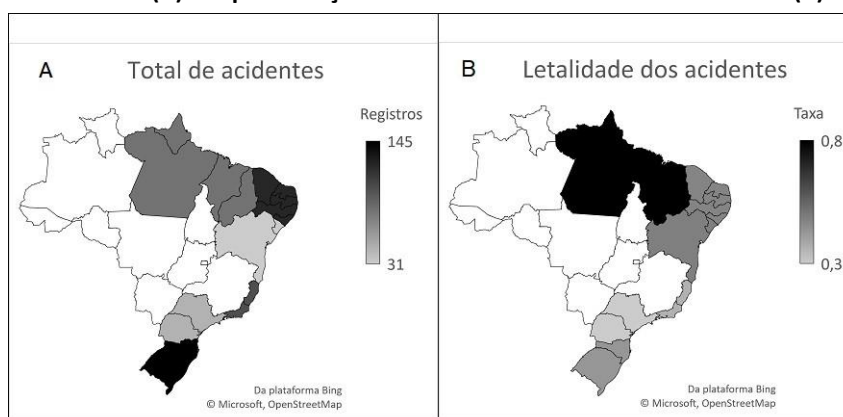 A
Total de acidentes
Registros
145
31
Da plataforma Bing
© Microsoft, OpenStreetMap
B
Letalidade dos acidentes
Taxa
0,8
0,3
Da plataforma Bing
© Microsoft, OpenStreetMap